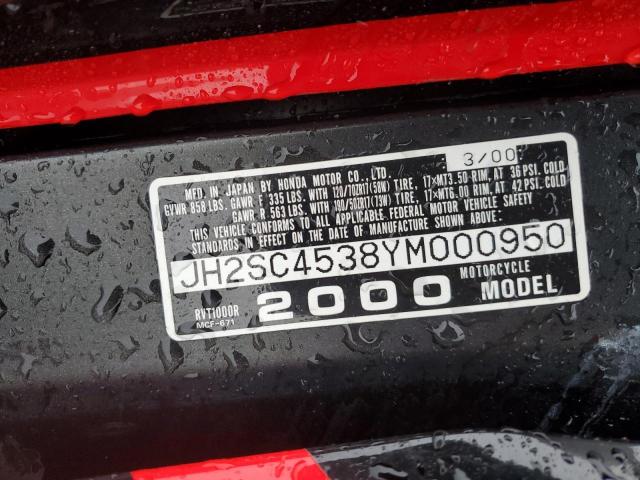 3/00
MFD. IN JAPAN BY HONDA MOTOR CO., LTD.
GVWR 858 LBS. GAWR F 335 LBS. WITH 120/70ZR17(58W) TIRE, 17×MT3.50 RIM, AT 36 PSI. COLD
GAWR R 563 LBS. WITH 190/50ZR17(73W) TIRE, 17×MT6.00 RIM, AT 42 PSI. COLD
THIS VEHICLE CONFORMS TO ALL APPLICABLE FEDERAL MOTOR VEHICLE SAFETY
STANDARDS IN EFFECT ON THE DATE OF MANUFACTURE SHOWN ABOVE:
JH2SC4538YM000950
RVT1000R 2000 MOTORCYCLE
MCF-671 MODEL